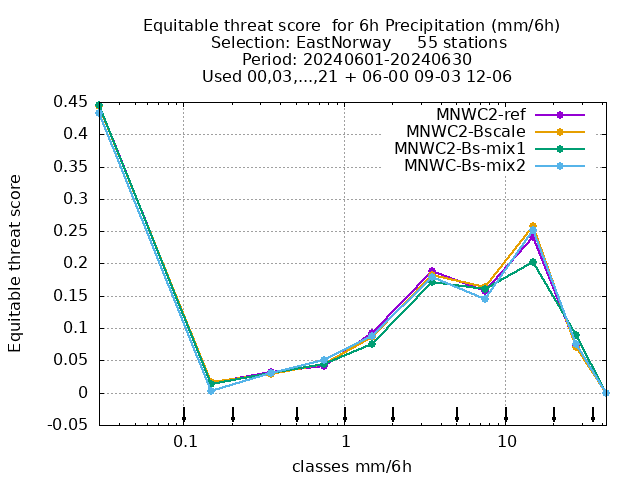 Equitable threat score  for 6h Precipitation (mm/6h)
Selection: EastNorway     55 stations
Period: 20240601-20240630
Used 00,03,...,21 + 06-00 09-03 12-06
MNWC2-ref
MNWC2-Bscale
MNWC2-Bs-mix1
MNWC-Bs-mix2
0.45
0.4
0.35
0.3
0.25
0.2
0.15
0.1
0.05
0
-0.05
Equitable threat score
0.1 1 10
classes mm/6h